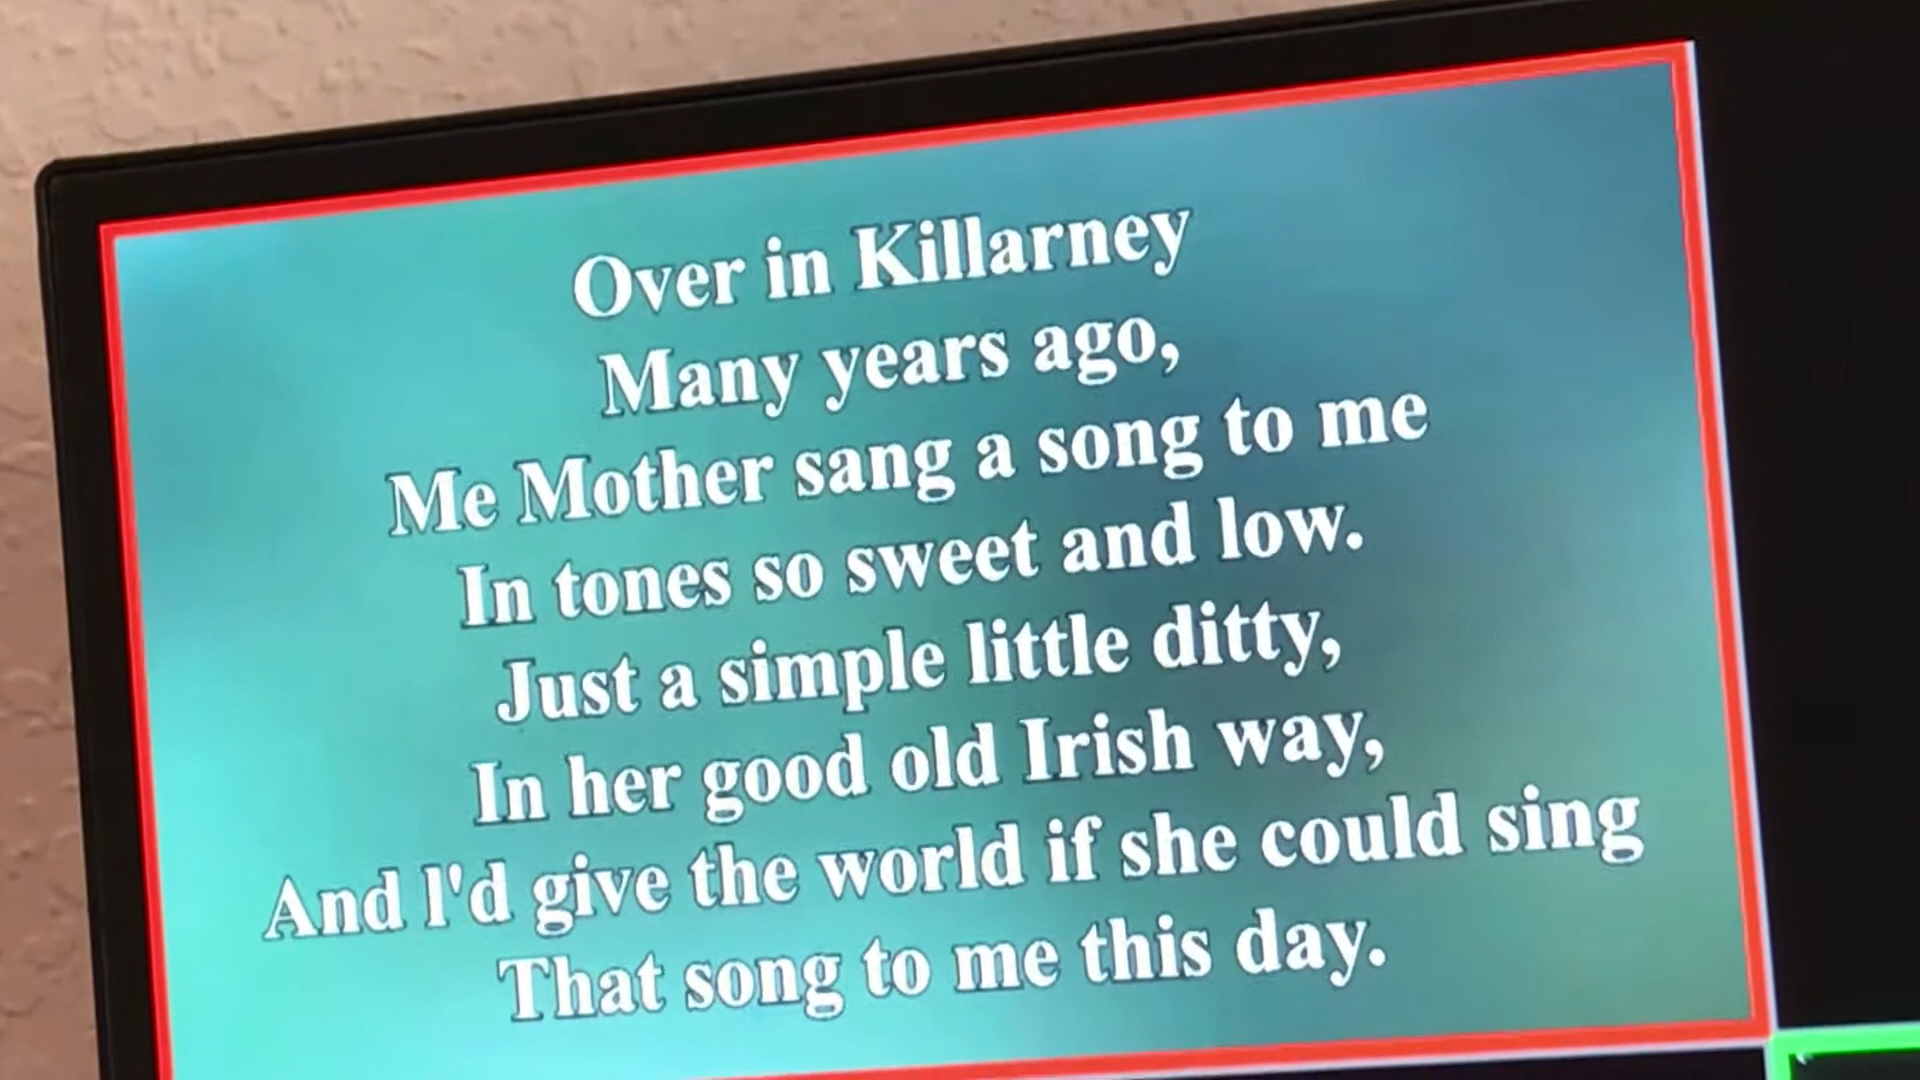 Over in Killarney
Many years ago,
Me Mother sang a song to me
In tones so sweet and low.
Just a simple little ditty,
In her good old Irish way,
And I'd give the world if she could sing
That song to me this day.